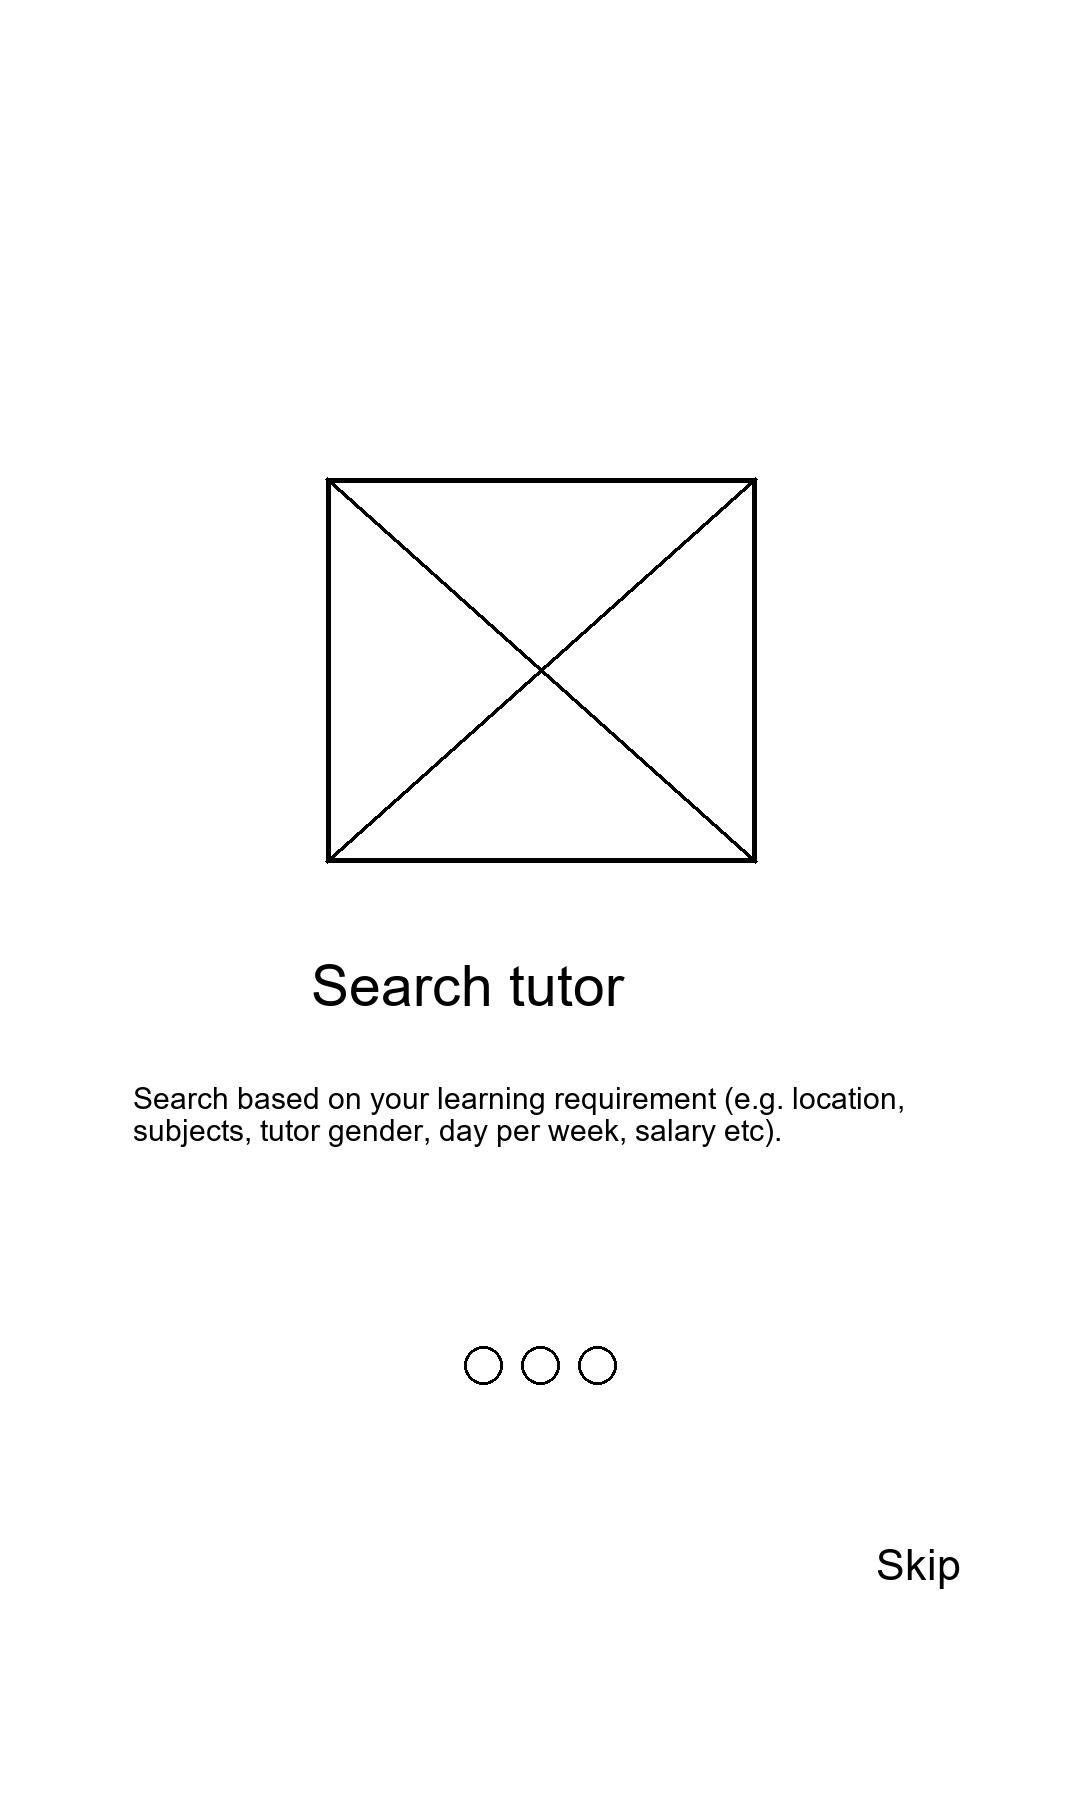 Search tutor
Search based on your learning requirement (e.g. location,
subjects, tutor gender, day per week, salary etc).
Skip